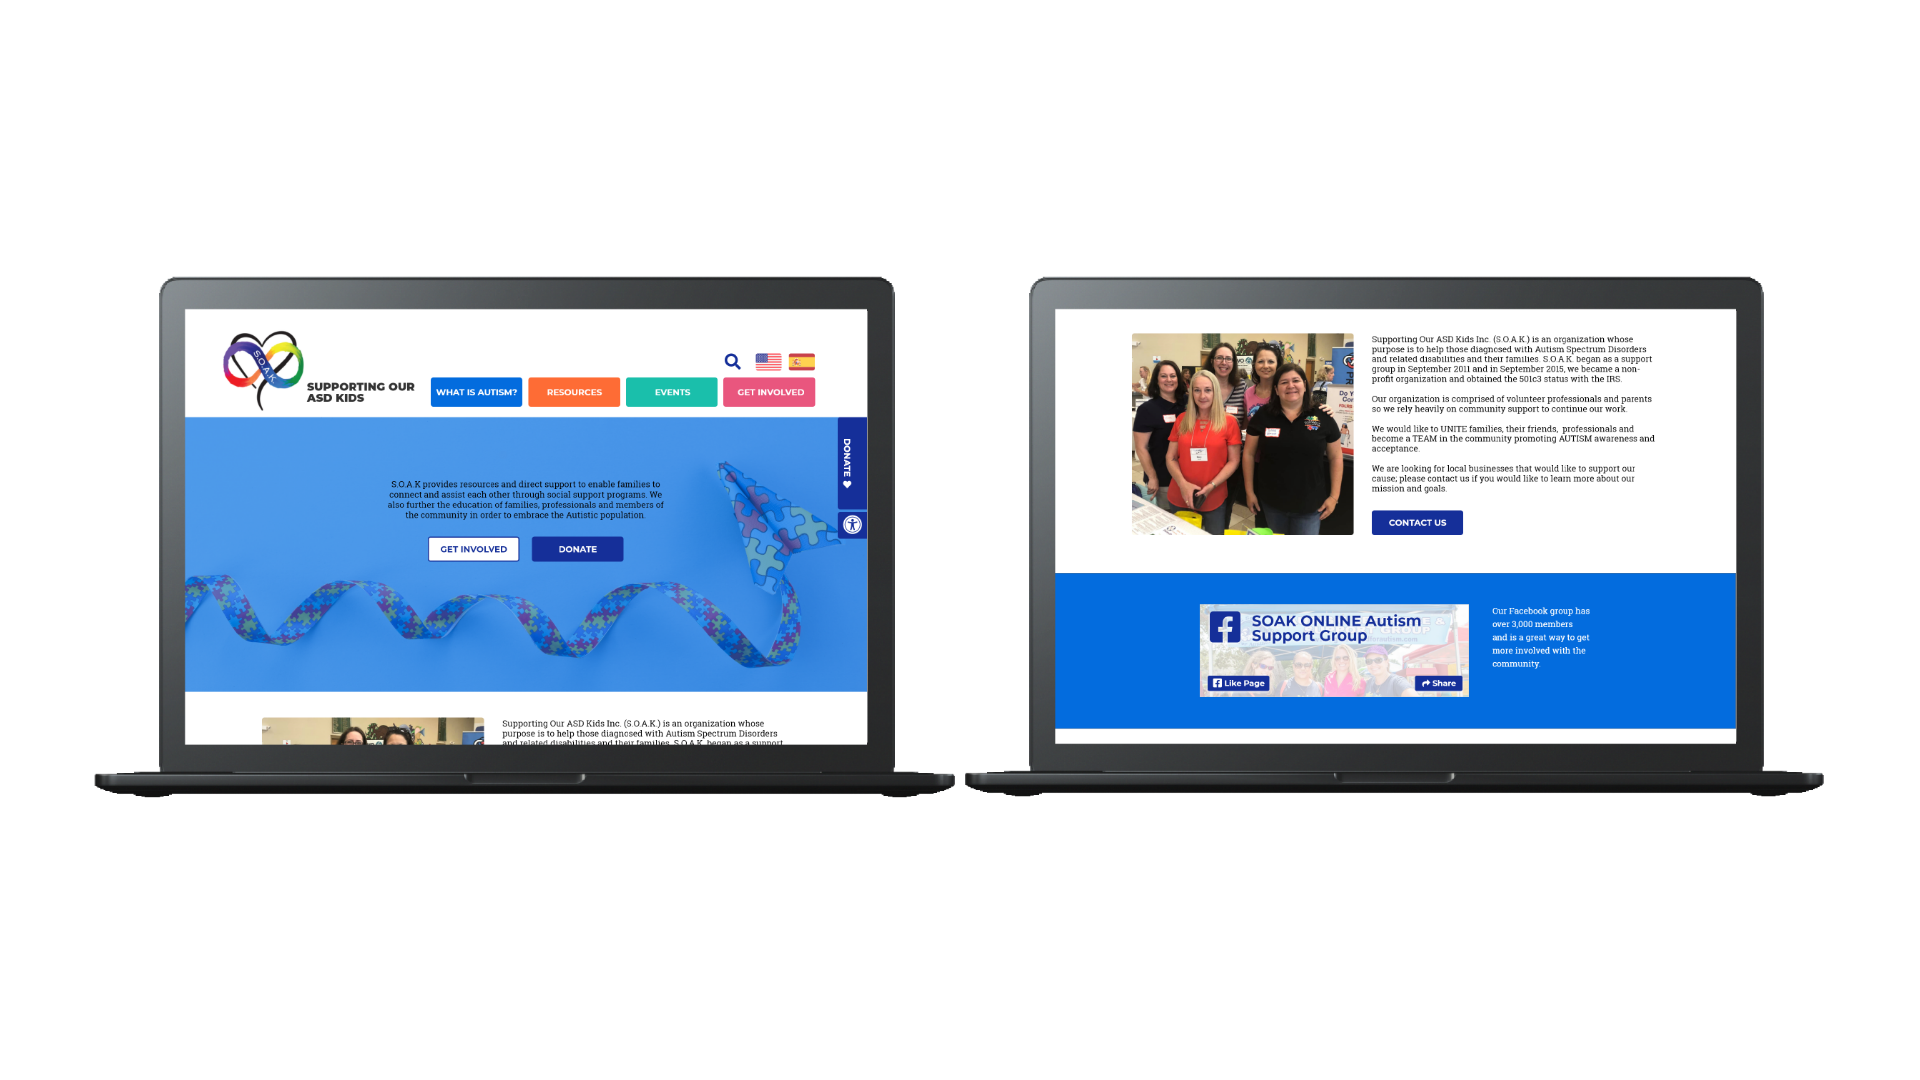 S.O.A.K
SUPPORTING OUR
ASD KIDS
WHAT IS AUTISM?
RESOURCES
EVENTS
GET INVOLVED
DONATE
S.O.A.K provides resources and direct support to enable families to
connect and assist each other through social support programs. We
also further the education of families, professionals and members of
the community in order to embrace the Autistic population.
GET INVOLVED
DONATE
Supporting Our ASD Kids Inc. (S.O.A.K.) is an organization whose
purpose is to help those diagnosed with Autism Spectrum Disorders
and related disabilities and their families. S.O.A.K. began as a support
Supporting Our ASD Kids Inc. (S.O.A.K.) is an organization whose
purpose is to help those diagnosed with Autism Spectrum Disorders
and related disabilities and their families. S.O.A.K. began as a support
group in September 2011 and in September 2015, we became a non-
profit organization and obtained the 501c3 status with the IRS.
Our organization is comprised of volunteer professionals and parents
so we rely heavily on community support to continue our work.
We would like to UNITE families, their friends, professionals and
become a TEAM in the community promoting AUTISM awareness and
acceptance.
We are looking for local businesses that would like to support our
cause; please contact us if you would like to learn more about our
mission and goals.
CONTACT US
SOAK ONLINE Autism
Support Group
Like Page
Share
Our Facebook group has
over 3,000 members
and is a great way to get
more involved with the
community.